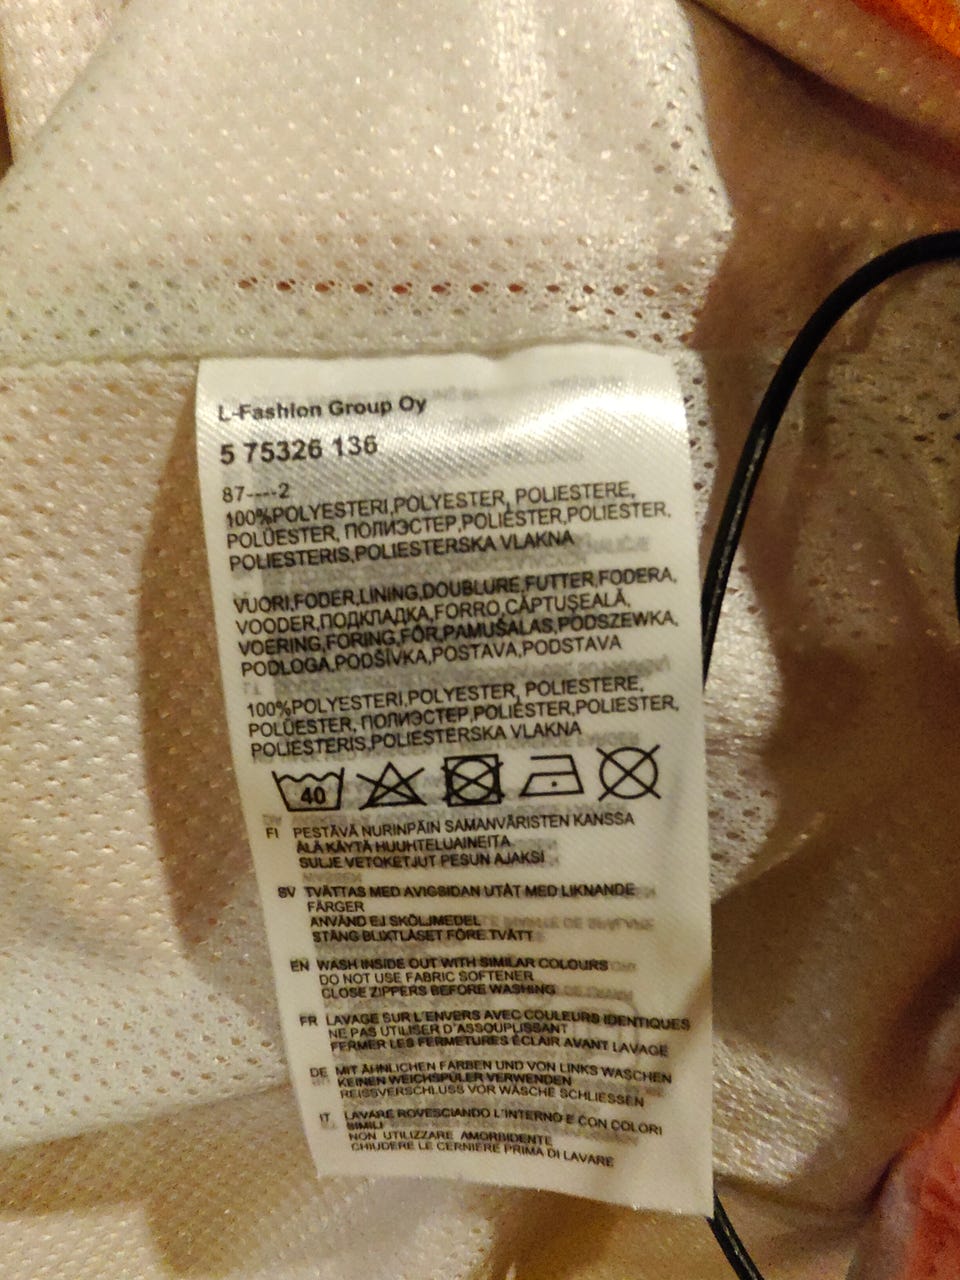 L-Fashion Group Oy
5 75326 136
87----2
100%POLYESTERI,POLYESTER, POLIESTERE,
POLÜESTER, ПОЛИЭСТЕР,POLIÉSTER,POLIESTER,
POLIESTERIS,POLIESTERSKA VLAKNA
VUORI,FODER,LINING,DOUBLURE,FUTTER,FODERA,
VOODER,ПОДКЛАДКА,FORRO,CĂPTUŞEALĂ,
VOERING,FORING,FÔR,PAMUŠALAS,PODSZEWKA,
PODLOGA,PODŠÍVKA,POSTAVA,PODSTAVA
100%POLYESTERI,POLYESTER, POLIESTERE,
POLÜESTER, ПОЛИЭСТЕР,POLIÉSTER,POLIESTER,
POLIESTERIS,POLIESTERSKA VLAKNA
40
FI PESTÄVÄ NURINPÄIN SAMANVÄRISTEN KANSSA
ÄLÄ KÄYTÄ HUUHTELUAINEITA
SULJE VETOKETJUT PESUN AJAKSI
SV TVÄTTAS MED AVIGSIDAN UTÅT MED LIKNANDE
FÄRGER
ANVÄND EJ SKÖLJMEDEL
STÄNG BLIXTLÅSET FÖRE TVÄTT
EN WASH INSIDE OUT WITH SIMILAR COLOURS
DO NOT USE FABRIC SOFTENER
CLOSE ZIPPERS BEFORE WASHING
FR LAVAGE SUR L'ENVERS AVEC COULEURS IDENTIQUES
NE PAS UTILISER D'ASSOUPLISSANT
FERMER LES FERMETURES ÉCLAIR AVANT LAVAGE
DE MIT ÄHNLICHEN FARBEN UND VON LINKS WASCHEN
KEINEN WEICHSPÜLER VERWENDEN
REISSVERSCHLUSS VOR WÄSCHE SCHLIESSEN
IT LAVARE ROVESCIANDO L'INTERNO E CON COLORI
SIMILI
NON UTILIZZARE AMORBIDENTE
CHIUDERE LE CERNIERE PRIMA DI LAVARE